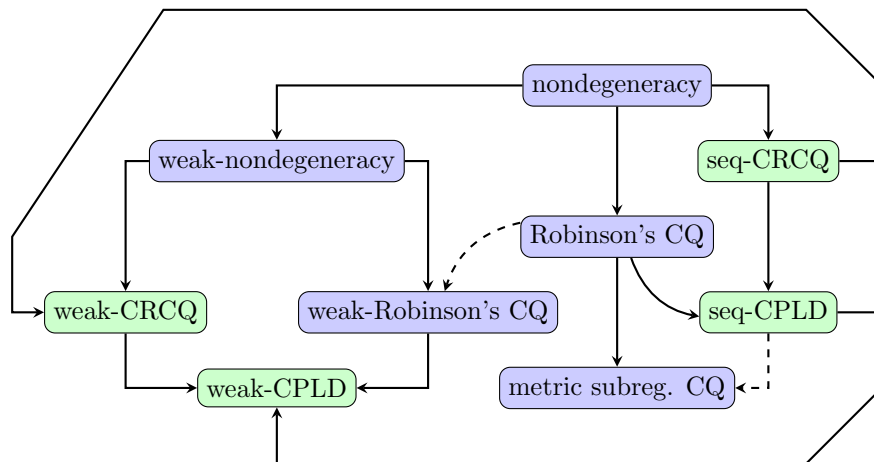 nondegeneracy
weak-nondegeneracy
seq-CRCQ
Robinson's CQ
weak-CRCQ
weak-Robinson's CQ
seq-CPLD
weak-CPLD
metric subreg. CQ